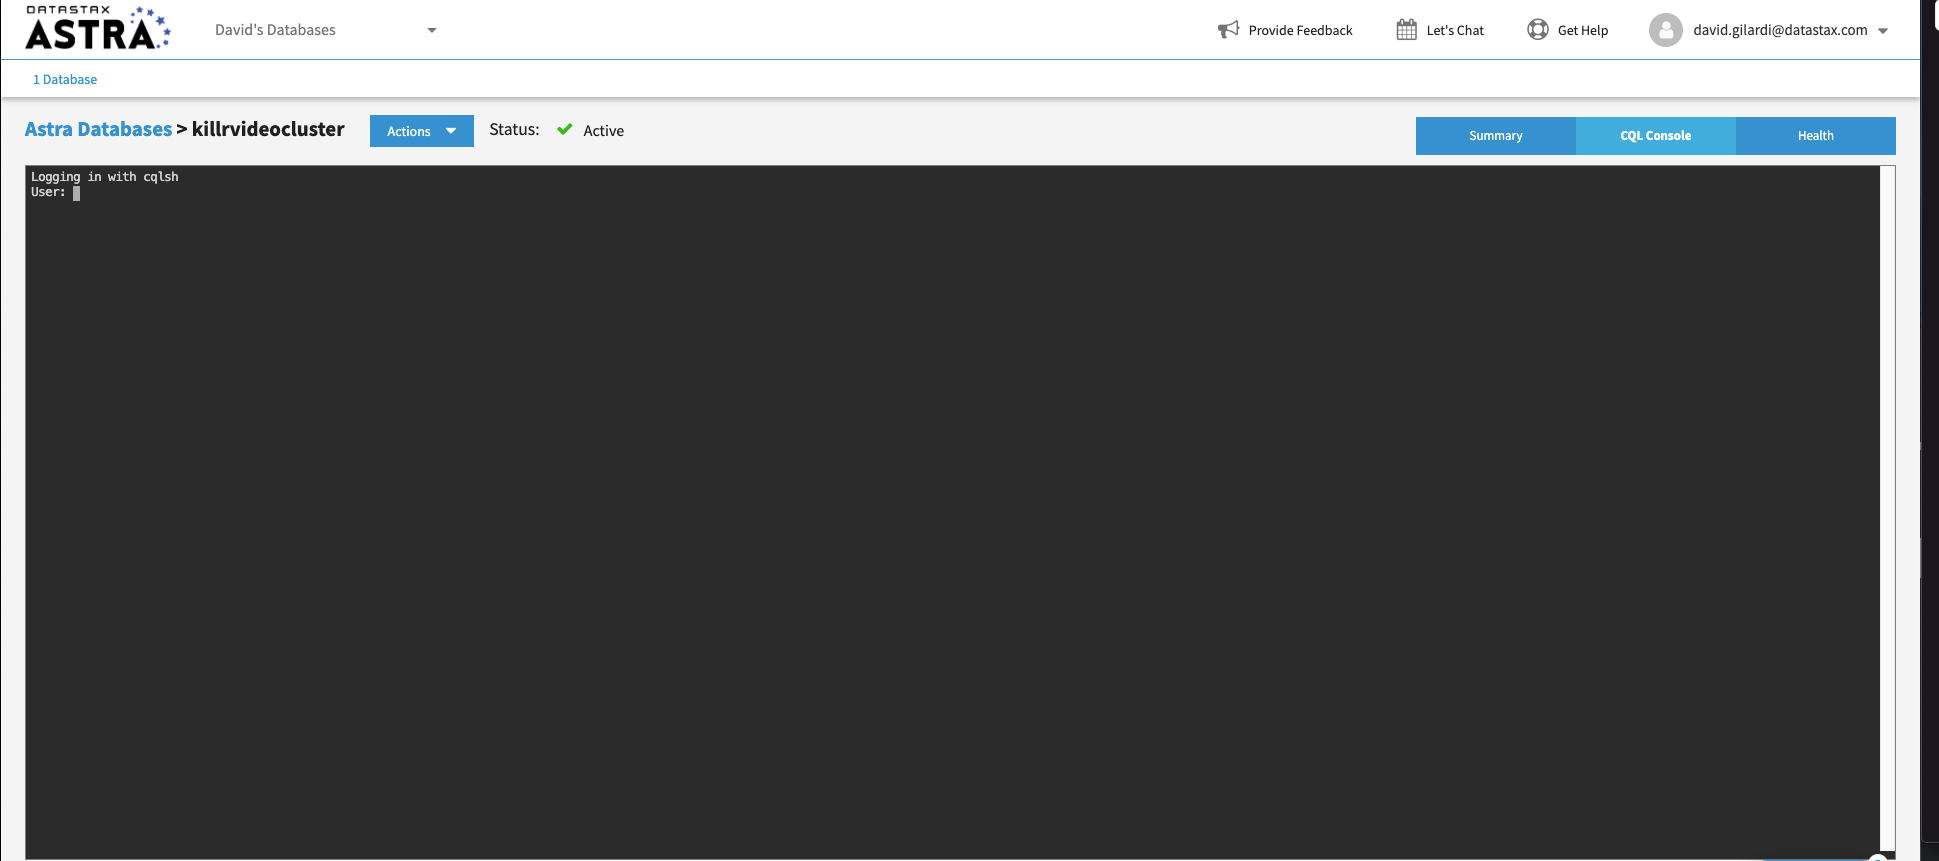 DATASTAX
ASTRA
David's Databases
Provide Feedback
Let's Chat
Get Help
david.gilardi@datastax.com
1 Database
Astra Databases > killrvideocluster
Actions
Status:
Active
Summary
CQL Console
Health
Logging in with cqlsh
User: